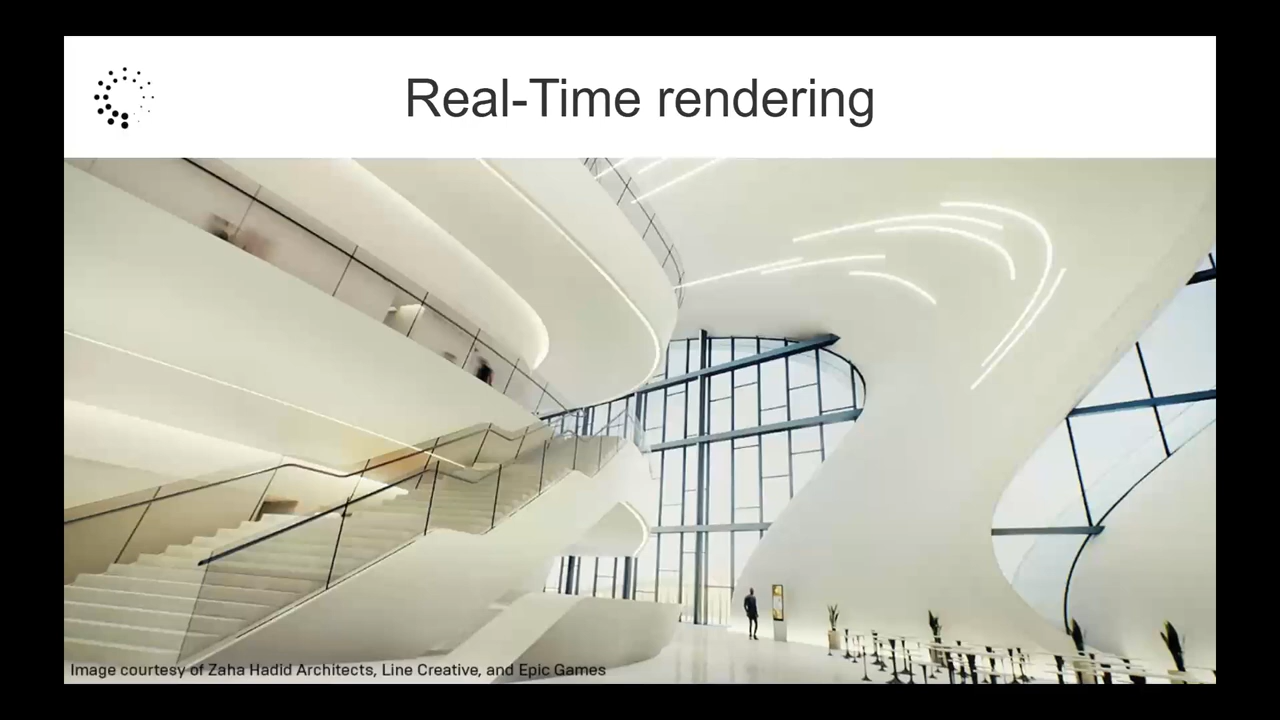 Real-Time rendering
Image courtesy of Zaha Hadid Architects, Line Creative, and Epic Games